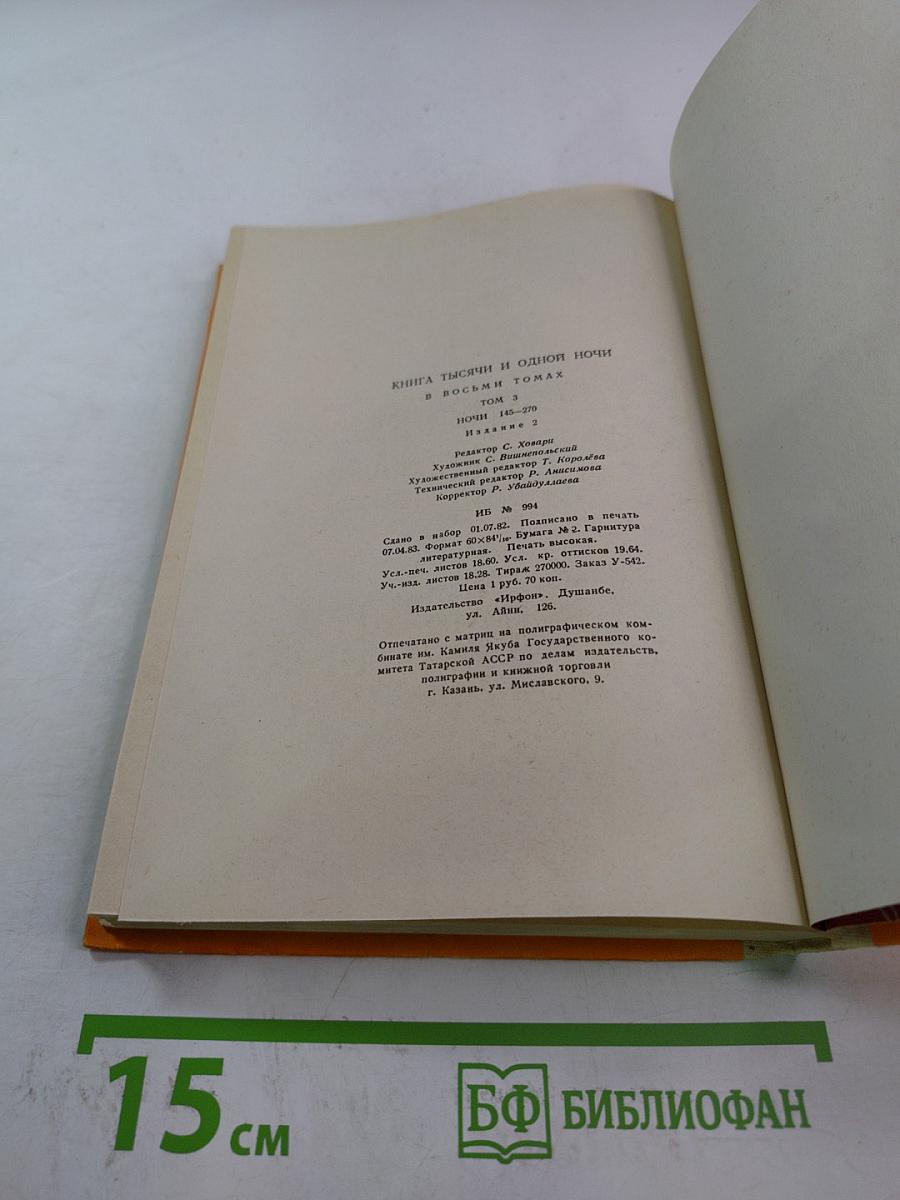 КНИГА ТЫСЯЧИ И ОДНОЙ НОЧИ
В ВОСЬМИ ТОМАХ
ТОМ 3
НОЧИ 145—270
Издание 2
Редактор С. Ховари
Художник С. Вишнепольский
Художественный редактор Т. Королёва
Технический редактор Р. Анисимова
Корректор Р. Убайдуллаева
ИБ № 994
Сдано в набор 01.07.82. Подписано в печать
07.04.83. Формат 60×84¹/₁₆. Бумага № 2. Гарнитура
литературная. Печать высокая.
Усл.-печ. листов 18.60. Усл. кр. оттисков 19.64.
Уч.-изд. листов 18.28. Тираж 270000. Заказ У-542.
Цена 1 руб. 70 коп.
Издательство «Ирфон». Душанбе,
ул. Айни, 126.
Отпечатано с матриц на полиграфическом ком-
бинате им. Камиля Якуба Государственного ко-
митета Татарской АССР по делам издательств,
полиграфии и книжной торговли
г. Казань, ул. Миславского, 9.
15 см
БФ БИБЛИОФАН